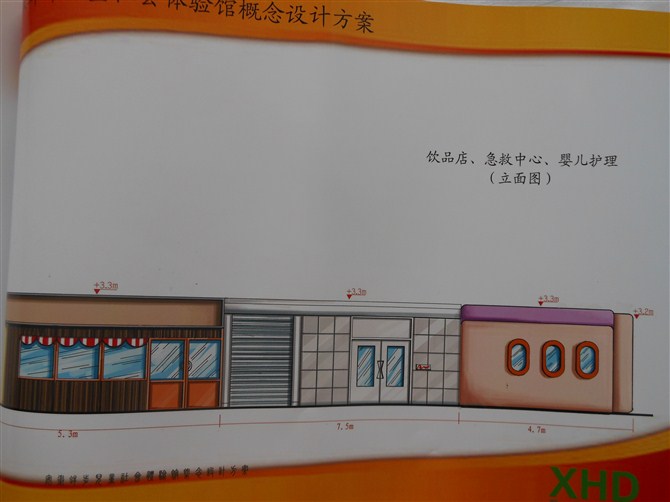 体验馆概念设计方案
饮品店、急救中心、婴儿护理
（立面图）
+3.3m
+3.3m
+3.3m
+3.2m
5.3m
7.5m
4.7m
XHD